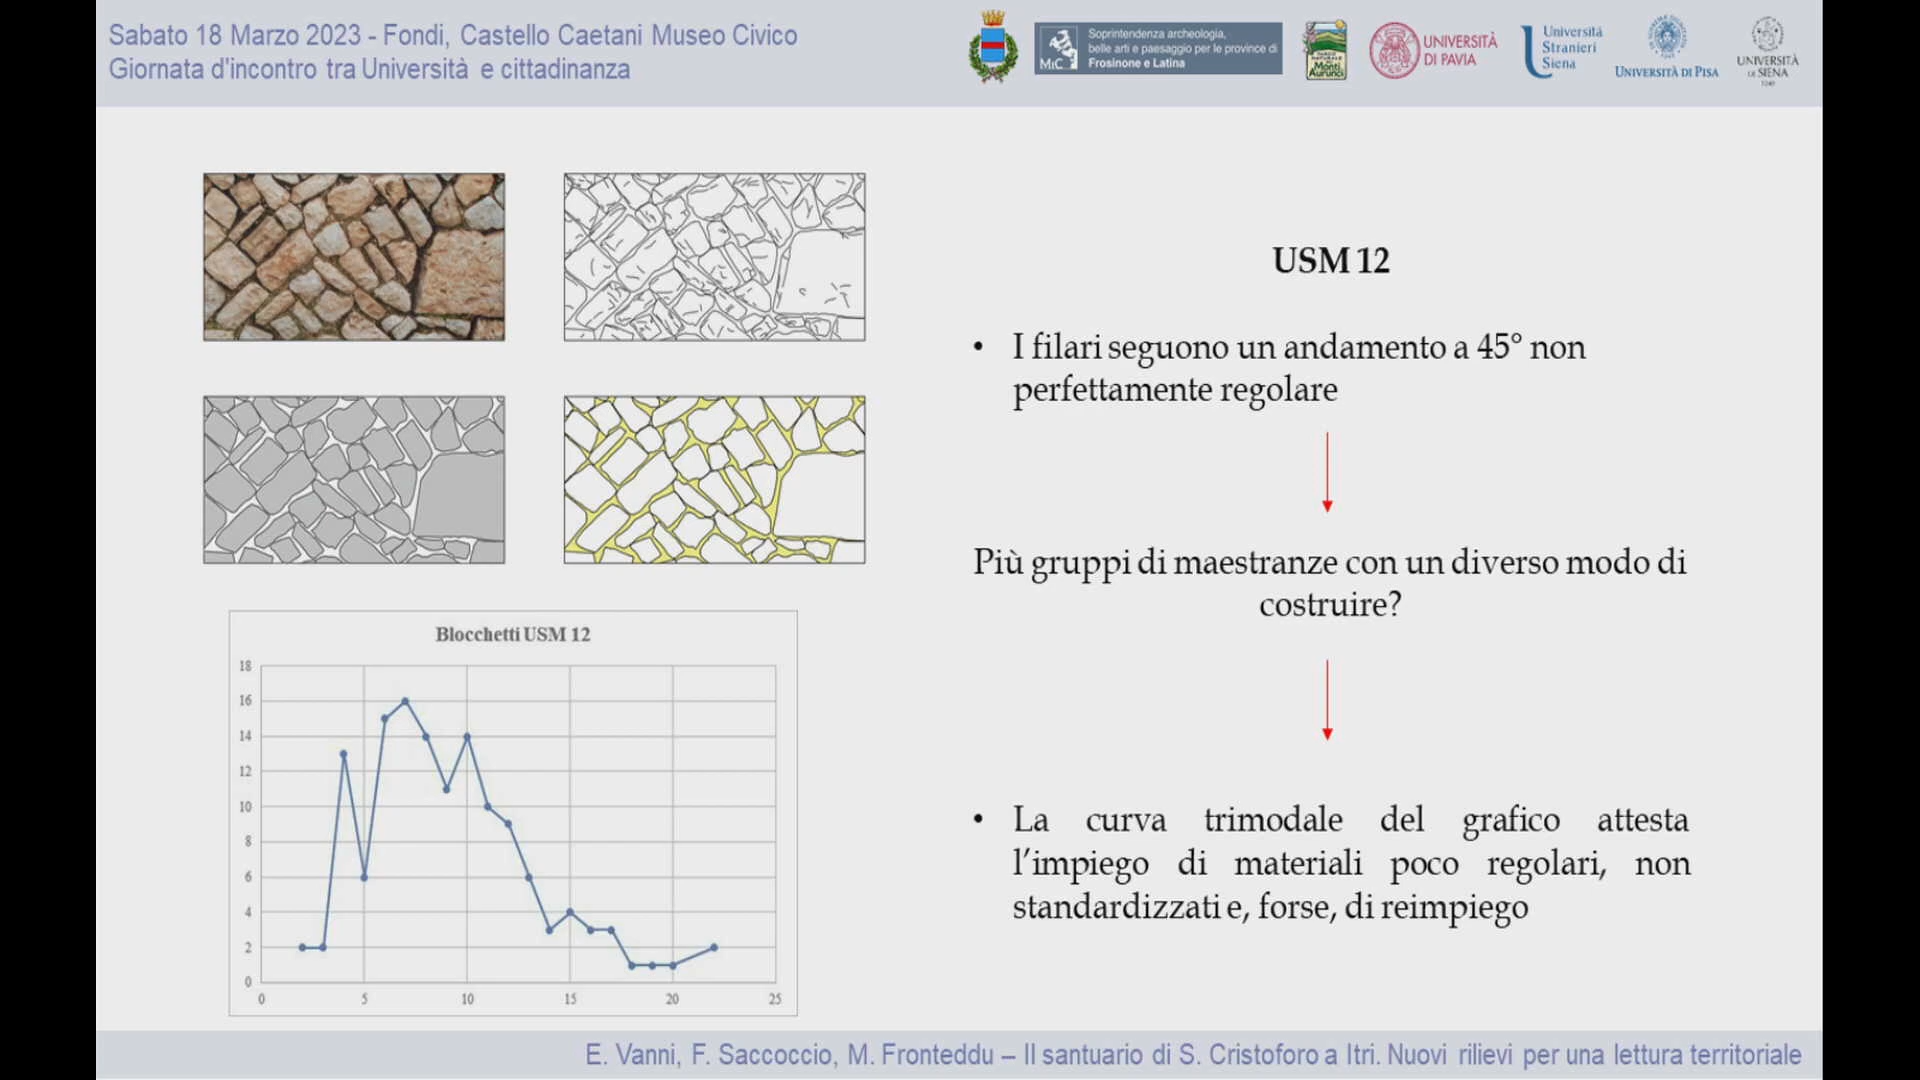 Sabato 18 Marzo 2023 - Fondi, Castello Caetani Museo Civico
Giornata d'incontro tra Università e cittadinanza
MiC
Soprintendenza archeologia,
belle arti e paesaggio per le province di
Frosinone e Latina
Monti
Aurunci
UNIVERSITÀ
DI PAVIA
Università
Stranieri
Siena
UNIVERSITÀ DI PISA
UNIVERSITÀ
DI SIENA
1240
USM 12
• I filari seguono un andamento a 45° non
perfettamente regolare
Più gruppi di maestranze con un diverso modo di
costruire?
• La curva trimodale del grafico attesta
l’impiego di materiali poco regolari, non
standardizzati e, forse, di reimpiego
Blocchetti USM 12
18
16
14
12
10
8
6
4
2
0
0 5 10 15 20 25
E. Vanni, F. Saccoccio, M. Fronteddu – Il santuario di S. Cristoforo a Itri. Nuovi rilievi per una lettura territoriale